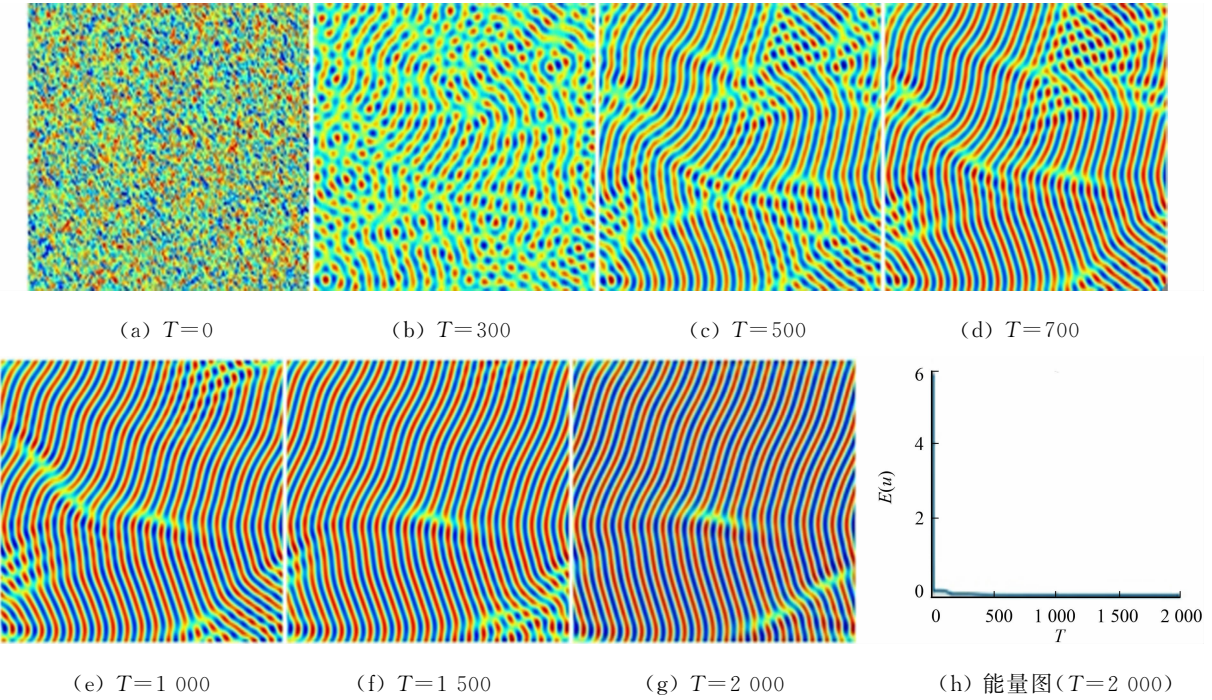 (a) T=0
(b) T=300
(c) T=500
(d) T=700
6
4
2
0
E(u)
0 500 1 000 1 500 2 000
T
(e) T=1 000
(f) T=1 500
(g) T=2 000
(h) 能量图(T=2 000)